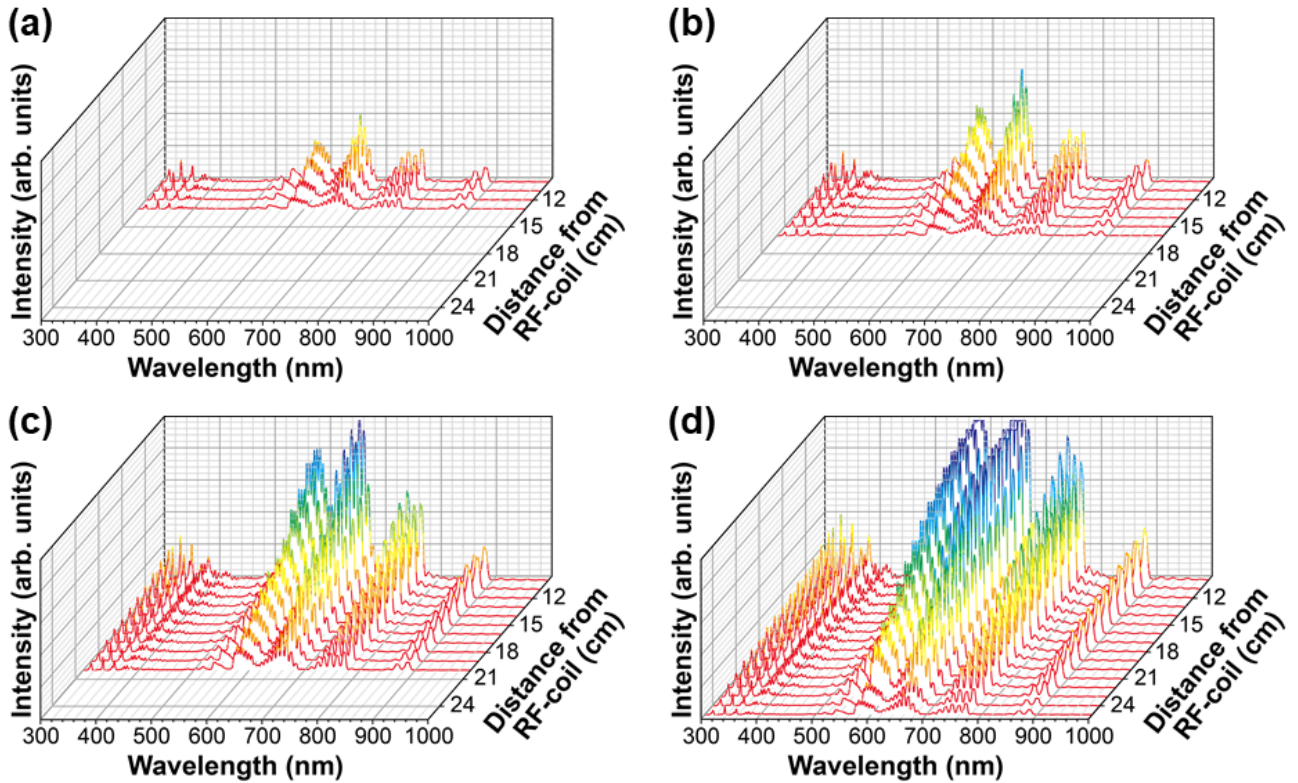 (a)
Intensity (arb. units)
12
15
18
21
24
Distance from
RF-coil (cm)
300 400 500 600 700 800 900 1000
Wavelength (nm)
(b)
Intensity (arb. units)
12
15
18
21
24
Distance from
RF-coil (cm)
300 400 500 600 700 800 900 1000
Wavelength (nm)
(c)
Intensity (arb. units)
12
15
18
21
24
Distance from
RF-coil (cm)
300 400 500 600 700 800 900 1000
Wavelength (nm)
(d)
Intensity (arb. units)
12
15
18
21
24
Distance from
RF-coil (cm)
300 400 500 600 700 800 900 1000
Wavelength (nm)